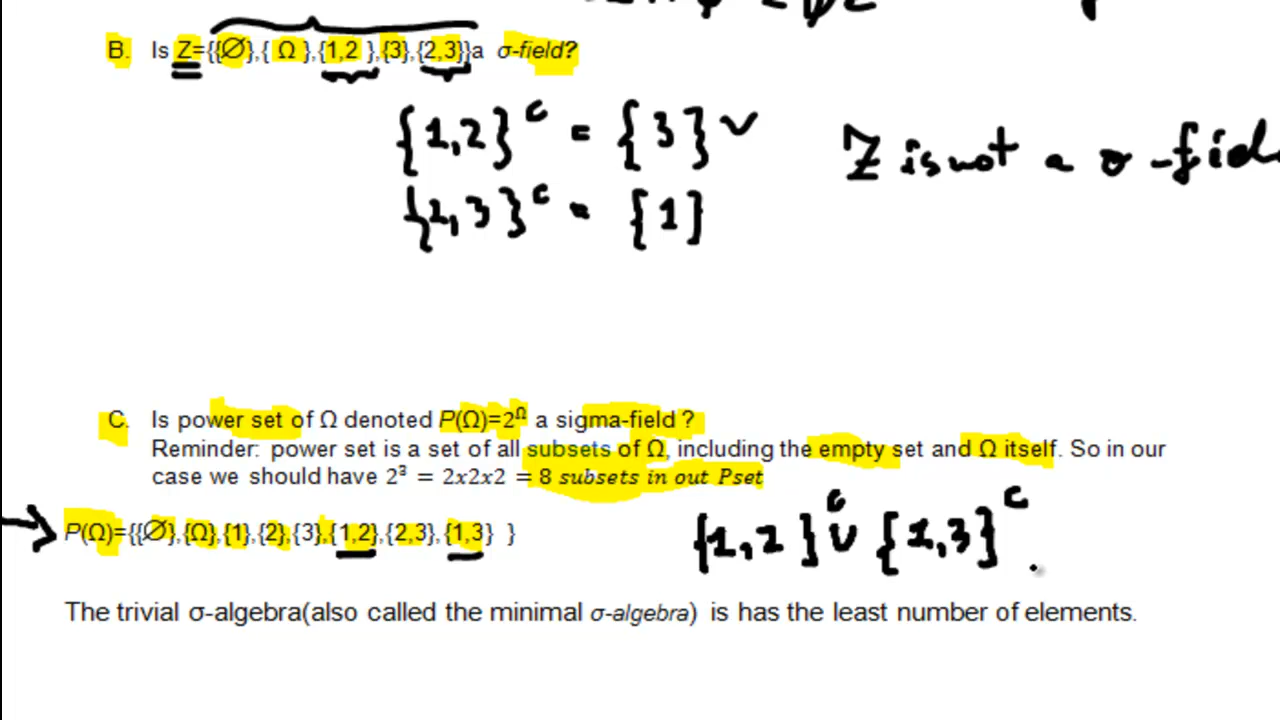 B. Is Z={{∅},{ Ω },{1,2 },{3},{2,3}}a σ-field?
{1,2}ᶜ = {3} ✓
Z is not a σ-field
{2,3}ᶜ = {1}
C. Is power set of Ω denoted P(Ω)=2^Ω a sigma-field ?
Reminder: power set is a set of all subsets of Ω, including the empty set and Ω itself. So in our
case we should have 2³ = 2x2x2 = 8 subsets in out Pset
P(Ω)={{∅},{Ω},{1},{2},{3},{1,2},{2,3},{1,3} }
{1,2}ᶜ ∪ {1,3}ᶜ
The trivial σ-algebra(also called the minimal σ-algebra) is has the least number of elements.